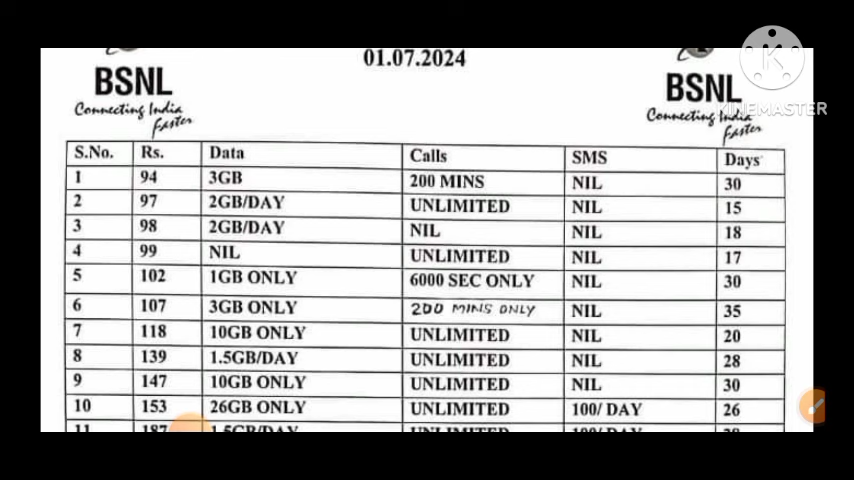 01.07.2024
BSNL
Connecting India
Faster
BSNL
Connecting India
Faster
KINEMASTER
S.No. Rs. Data Calls SMS Days
1 94 3GB 200 MINS NIL 30
2 97 2GB/DAY UNLIMITED NIL 15
3 98 2GB/DAY NIL NIL 18
4 99 NIL UNLIMITED NIL 17
5 102 1GB ONLY 6000 SEC ONLY NIL 30
6 107 3GB ONLY 200 MINS ONLY NIL 35
7 118 10GB ONLY UNLIMITED NIL 20
8 139 1.5GB/DAY UNLIMITED NIL 28
9 147 10GB ONLY UNLIMITED NIL 30
10 153 26GB ONLY UNLIMITED 100/ DAY 26
11 187 1.5GB/DAY UNLIMITED 100/DAY 28